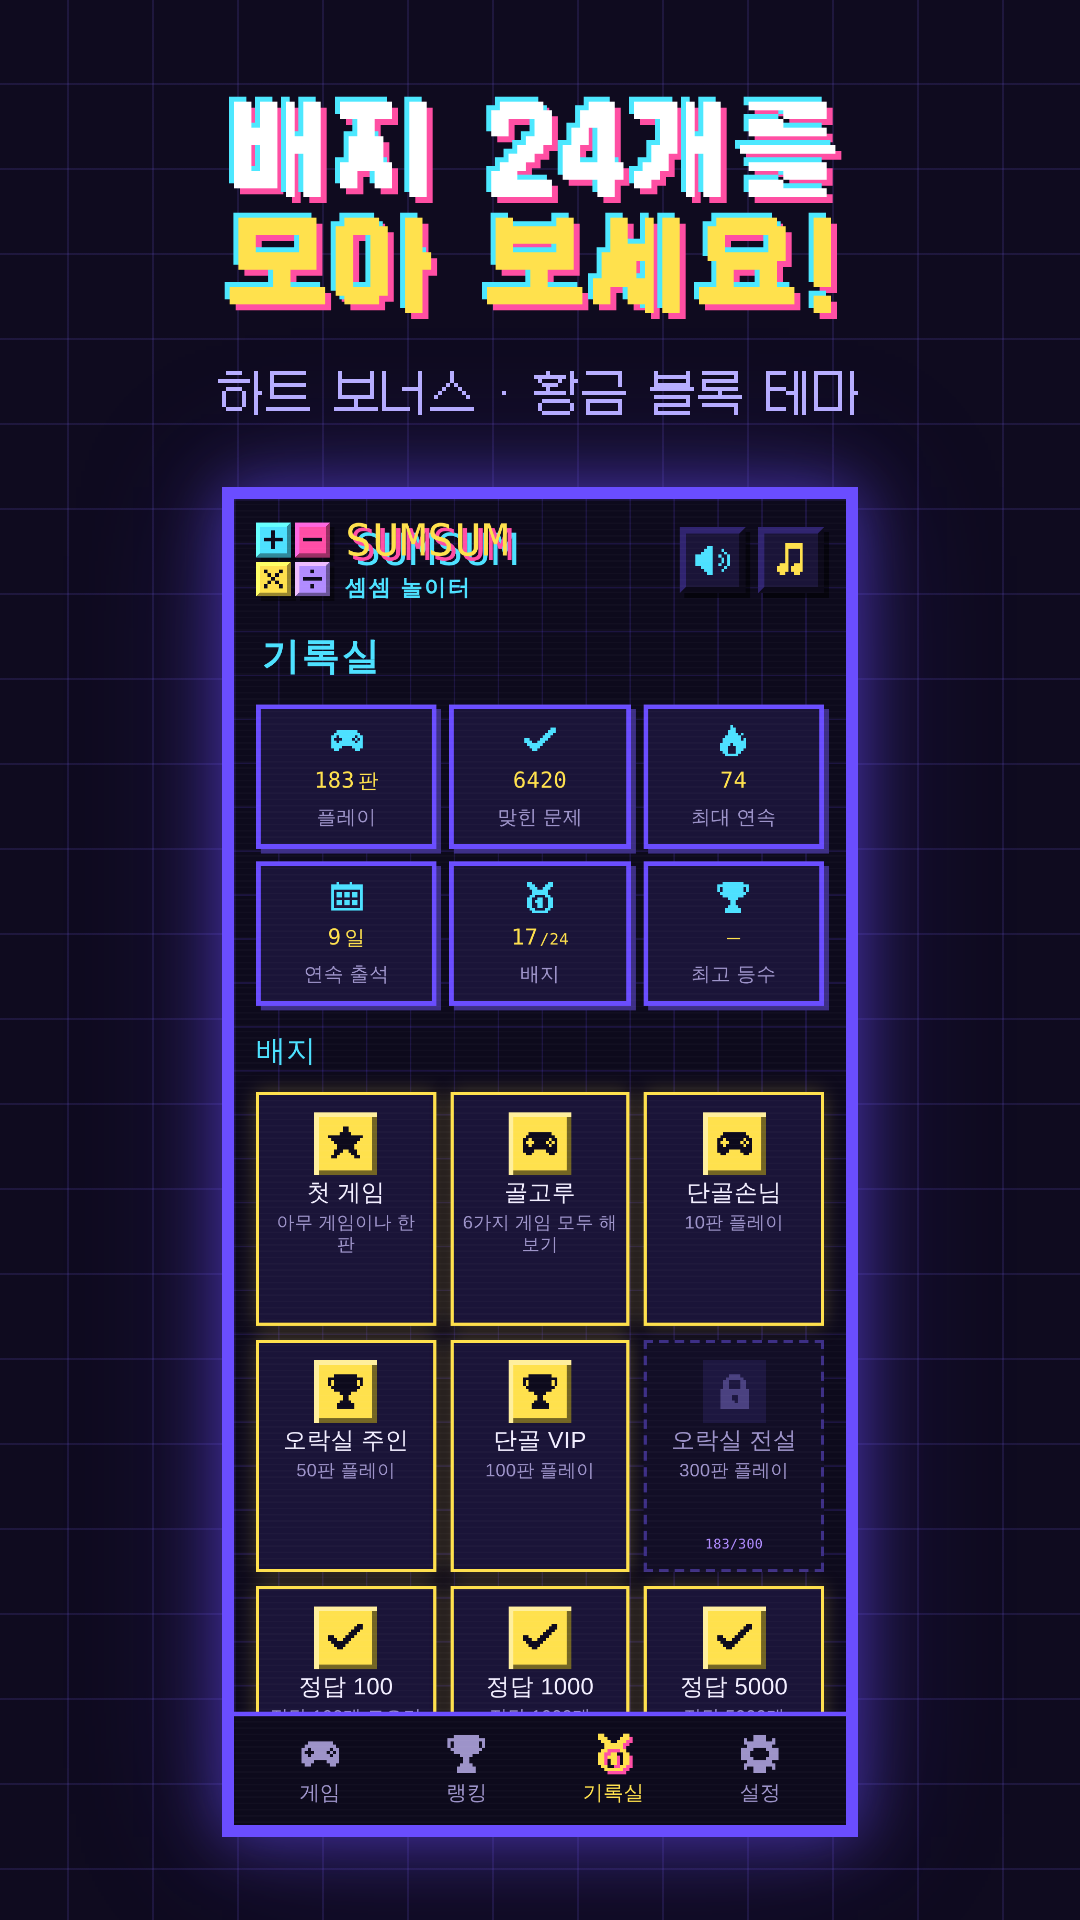 배지 24개를
모아 보세요!
하트 보너스 · 황금 블록 테마
SUMSUM
셈셈 놀이터
기록실
183판 6420 74
플레이 맞힌 문제 최대 연속
9일 17/24 –
연속 출석 배지 최고 등수
배지
첫 게임 골고루 단골손님
아무 게임이나 한 판 6가지 게임 모두 해 보기 10판 플레이
오락실 주인 단골 VIP 오락실 전설
50판 플레이 100판 플레이 300판 플레이
183/300
정답 100 정답 1000 정답 5000
게임 랭킹 기록실 설정